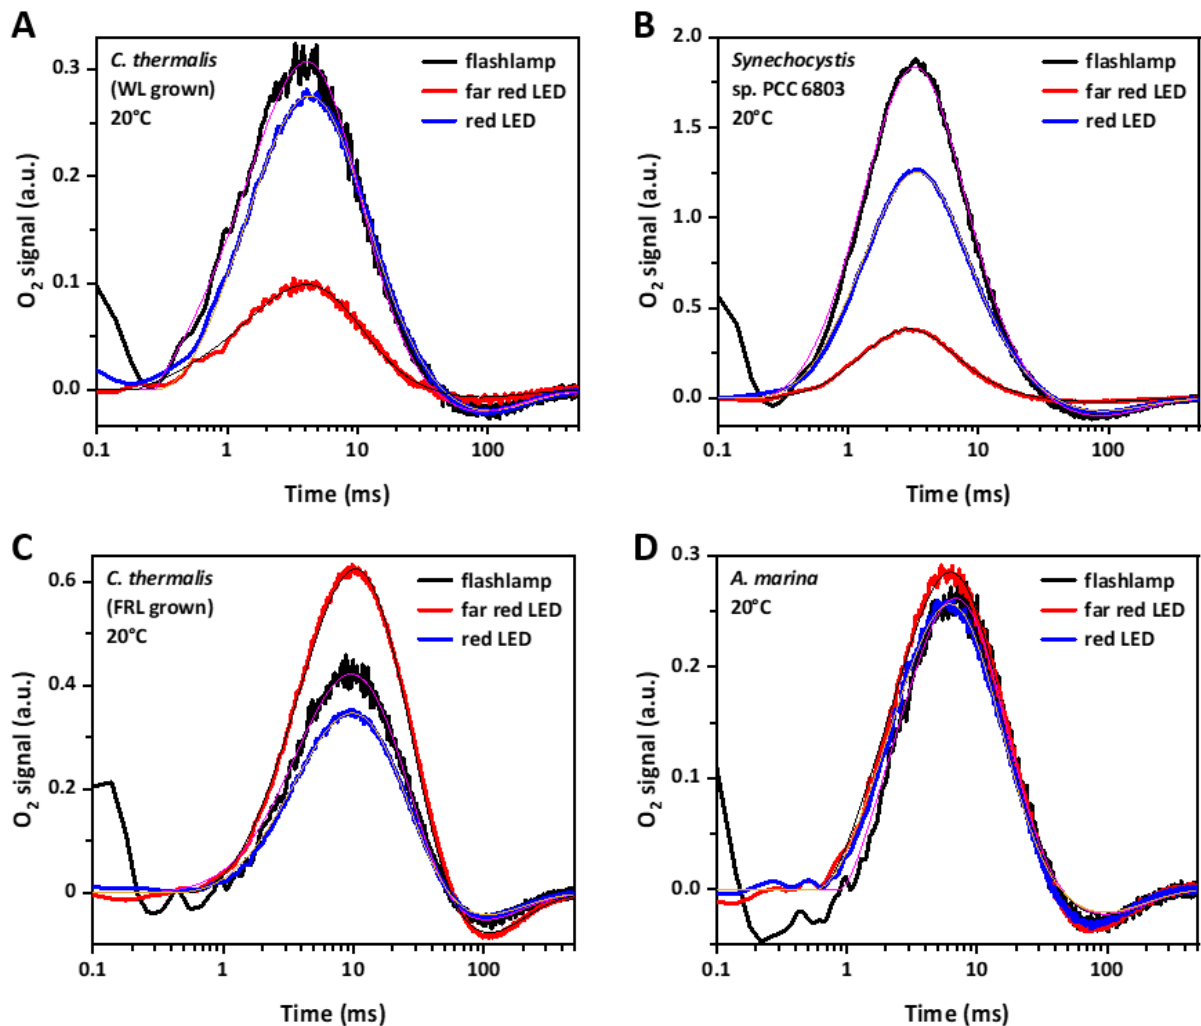 A
C. thermalis
(WL grown)
20°C
flashlamp
far red LED
red LED
0.3
0.2
0.1
0.0
O₂ signal (a.u.)
0.1
1
10
100
Time (ms)
B
Synechocystis
sp. PCC 6803
20°C
flashlamp
far red LED
red LED
2.0
1.5
1.0
0.5
0.0
O₂ signal (a.u.)
0.1
1
10
100
Time (ms)
C
C. thermalis
(FRL grown)
20°C
flashlamp
far red LED
red LED
0.6
0.4
0.2
0
O₂ signal (a.u.)
0.1
1
10
100
Time (ms)
D
A. marina
20°C
flashlamp
far red LED
red LED
0.3
0.2
0.1
0.0
O₂ signal (a.u.)
0.1
1
10
100
Time (ms)